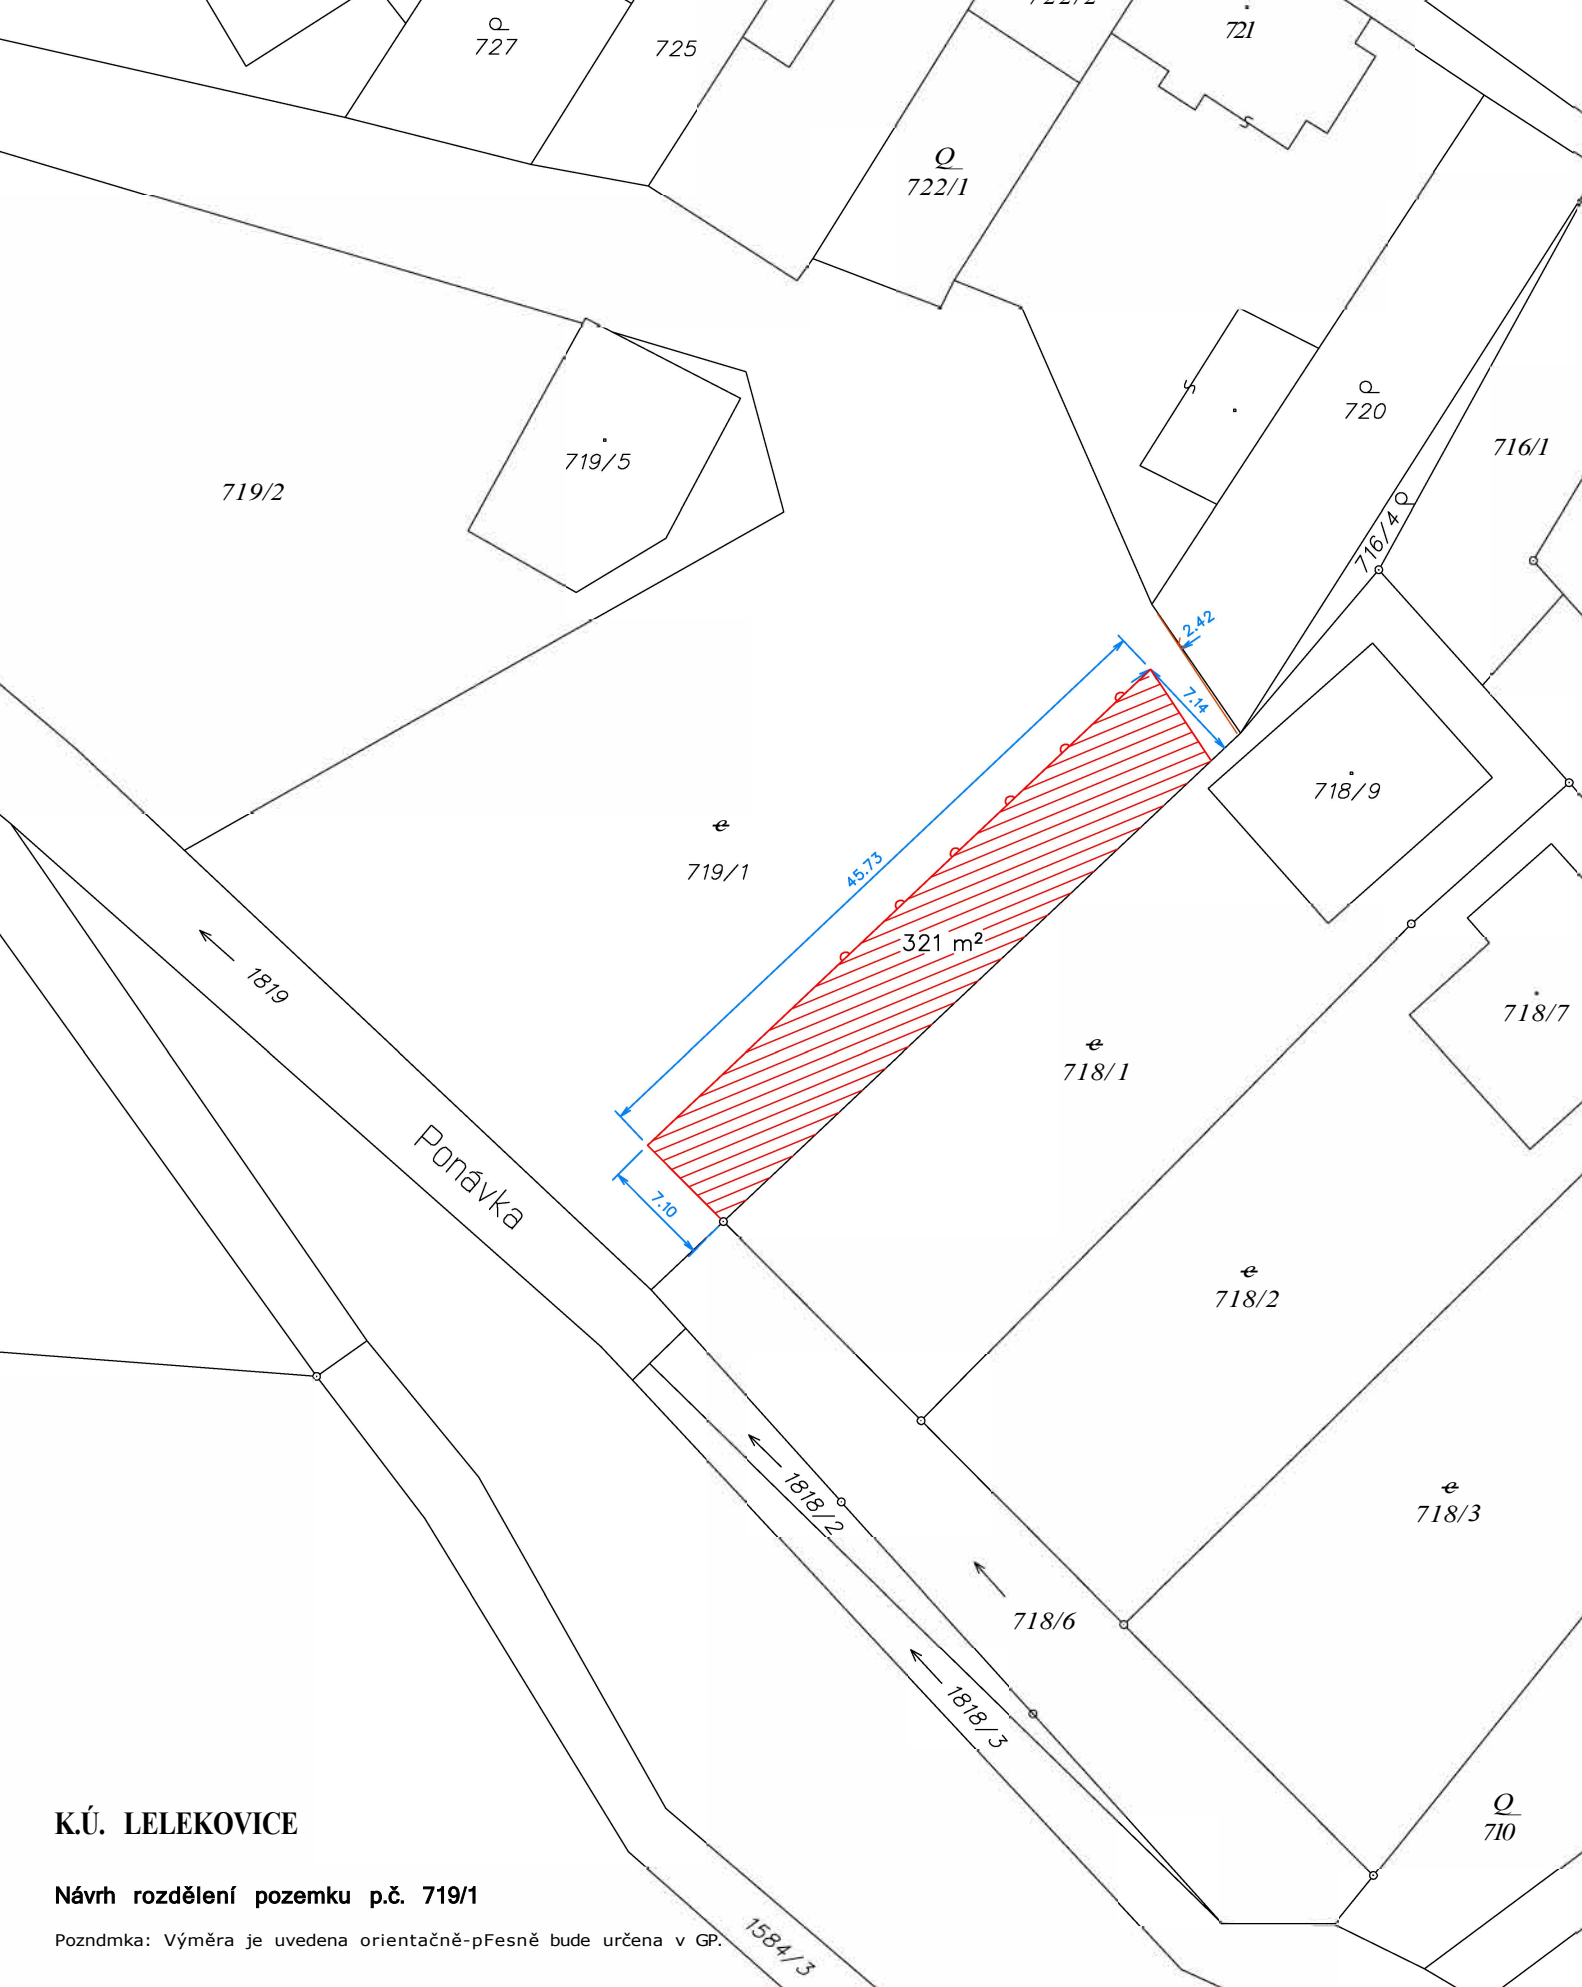 722/2
721
727
725
Q
722/1
s
s
720
716/1
716/4
719/5
719/2
2.42
7.14
718/9
719/1
45.73
321 m²
718/7
1819
718/1
Ponávka
7.10
718/2
718/3
1818/2
718/6
1818/3
Q
710
1584/3
K.Ú. LELEKOVICE
Návrh rozdělení pozemku p.č. 719/1
Pozndmka: Výměra je uvedena orientačně-pFesně bude určena v GP.